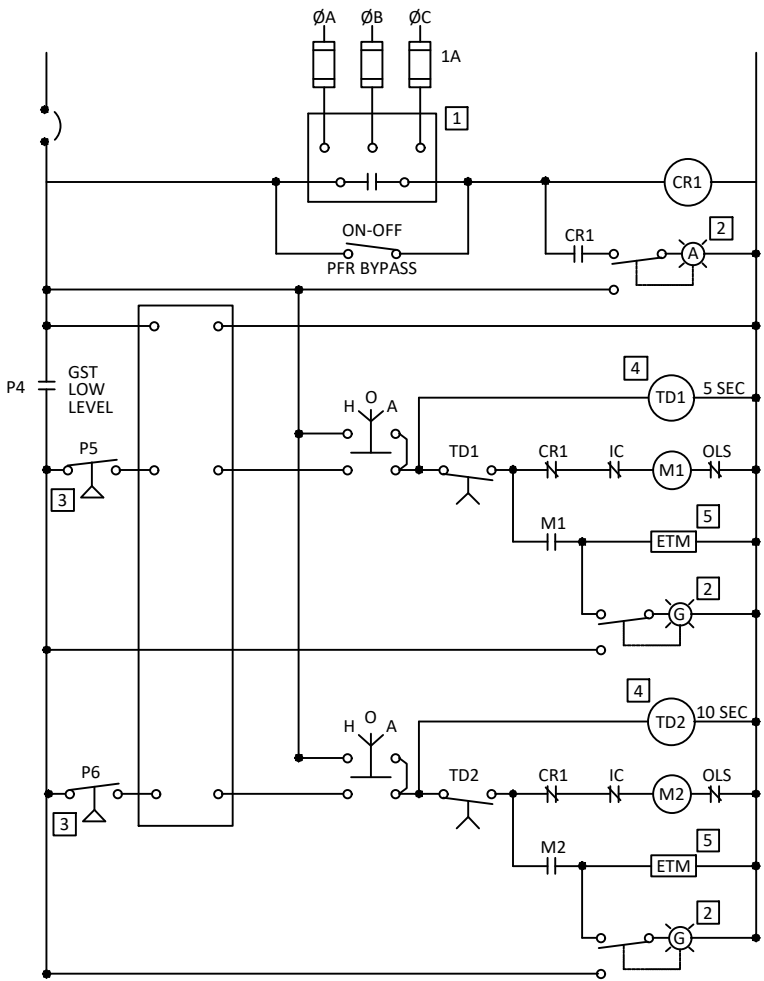 ØA ØB ØC
1A
1
CR1
ON-OFF
PFR BYPASS
CR1
2
A
P4
GST
LOW
LEVEL
4
TD1
5 SEC
H O A
P5
3
TD1
CR1
IC
M1
OLS
M1
5
ETM
2
G
4
TD2
10 SEC
H O A
P6
3
TD2
CR1
IC
M2
OLS
M2
5
ETM
2
G